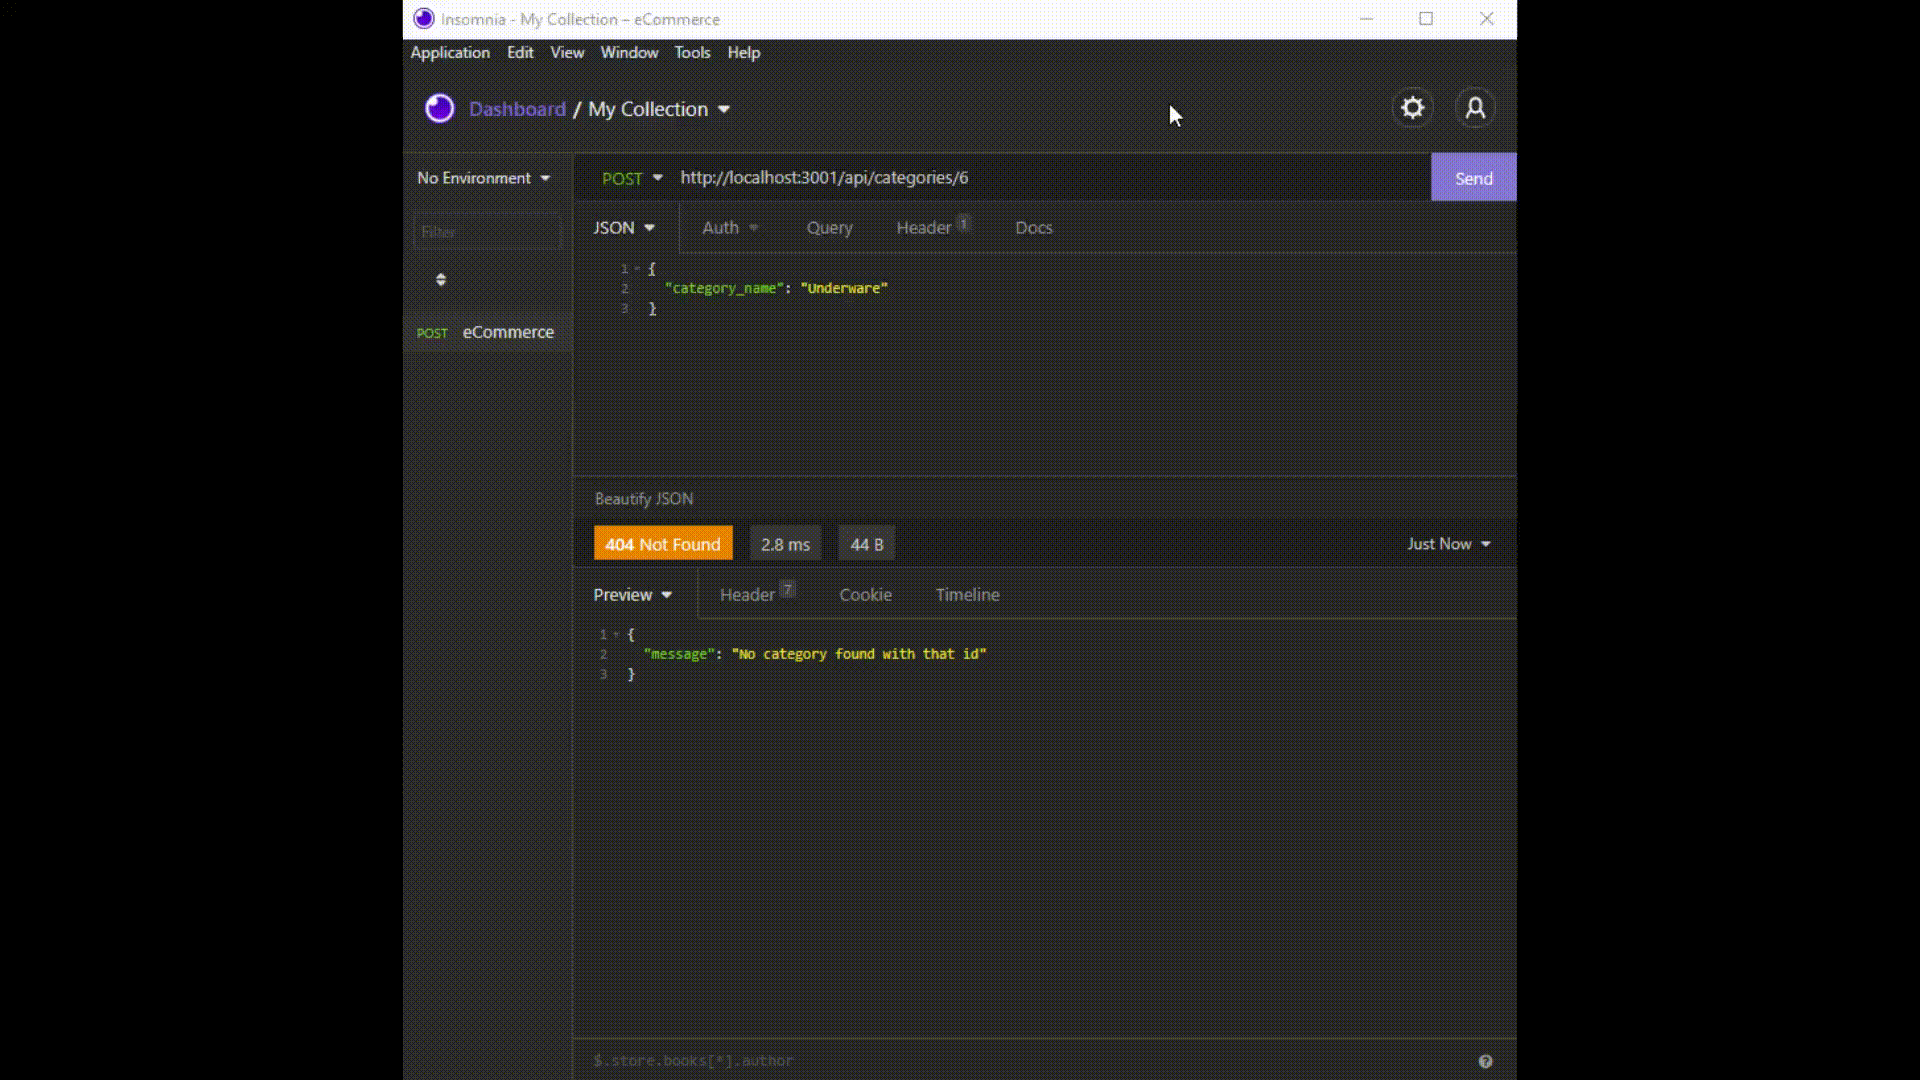 Insomnia - My Collection – eCommerce
Application Edit View Window Tools Help
Dashboard / My Collection
No Environment
POST http://localhost:3001/api/categories/6 Send
Filter
JSON Auth Query Header 1 Docs
1 {
2 "category_name": "Underware"
3 }
POST eCommerce
Beautify JSON
404 Not Found 2.8 ms 44 B Just Now
Preview Header 7 Cookie Timeline
1 {
2 "message": "No category found with that id"
3 }
$.store.books[*].author